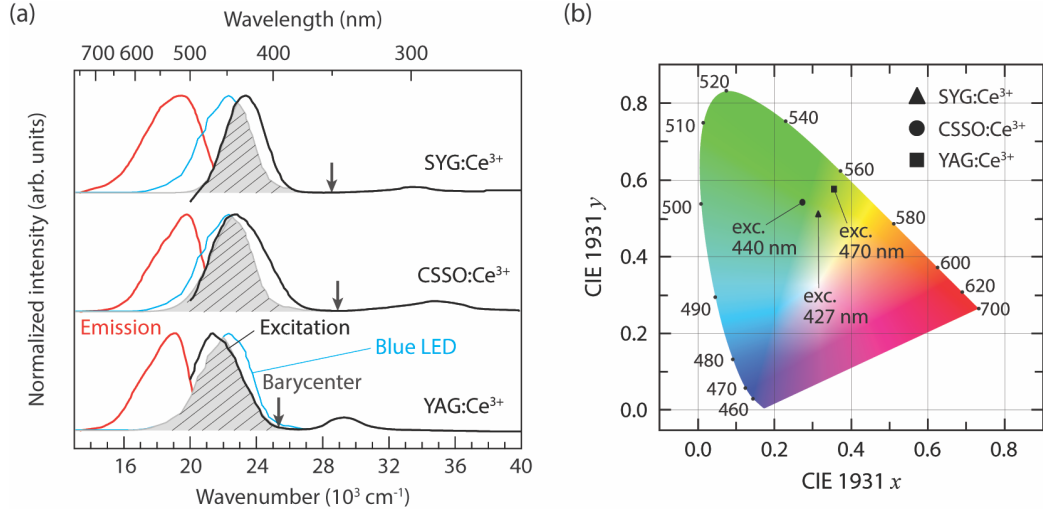 (a)
Wavelength (nm)
700 600 500 400 300
Normalized intensity (arb. units)
SYG:Ce³⁺
CSSO:Ce³⁺
Emission
Excitation
Blue LED
Barycenter
YAG:Ce³⁺
16 20 24 28 32 36 40
Wavenumber (10³ cm⁻¹)
(b)
CIE 1931 y
0.8
0.6
0.4
0.2
0.0
520
510
540
560
500
580
600
620
700
490
480
470
460
SYG:Ce³⁺
CSSO:Ce³⁺
YAG:Ce³⁺
exc.
440 nm
exc.
470 nm
exc.
427 nm
0.0 0.2 0.4 0.6 0.8
CIE 1931 x